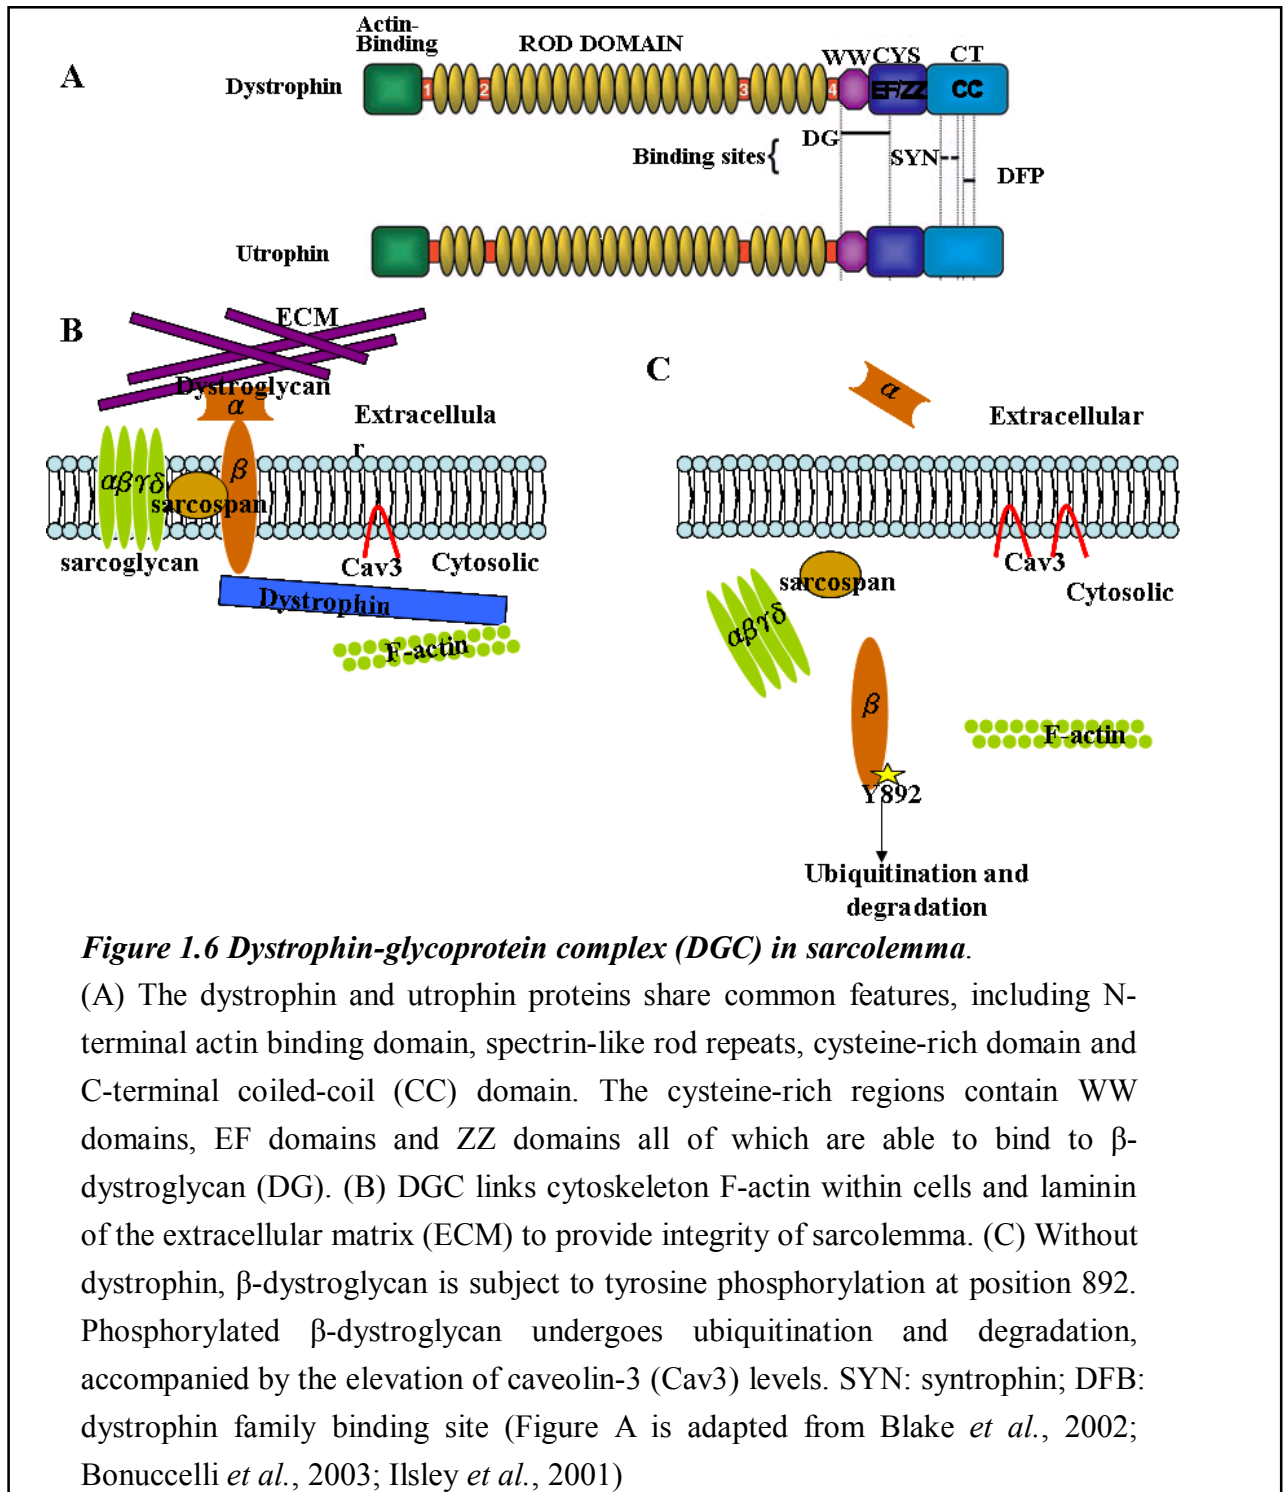 Actin-
Binding
ROD DOMAIN
WW CYS CT
A
Dystrophin
1
2
3
4
EF/ZZ
CC
DG
Binding sites {
SYN
DFP
Utrophin
B
ECM
Dystroglycan
α
Extracellula
r
αβγδ
β
sarcospan
sarcoglycan
Cav3
Cytosolic
Dystrophin
F-actin
C
α
Extracellular
Cav3
sarcospan
Cytosolic
αβγδ
β
F-actin
Y892
Ubiquitination and
degradation
Figure 1.6 Dystrophin-glycoprotein complex (DGC) in sarcolemma.
(A) The dystrophin and utrophin proteins share common features, including N-
terminal actin binding domain, spectrin-like rod repeats, cysteine-rich domain and
C-terminal coiled-coil (CC) domain. The cysteine-rich regions contain WW
domains, EF domains and ZZ domains all of which are able to bind to β-
dystroglycan (DG). (B) DGC links cytoskeleton F-actin within cells and laminin
of the extracellular matrix (ECM) to provide integrity of sarcolemma. (C) Without
dystrophin, β-dystroglycan is subject to tyrosine phosphorylation at position 892.
Phosphorylated β-dystroglycan undergoes ubiquitination and degradation,
accompanied by the elevation of caveolin-3 (Cav3) levels. SYN: syntrophin; DFB:
dystrophin family binding site (Figure A is adapted from Blake et al., 2002;
Bonuccelli et al., 2003; Ilsley et al., 2001)